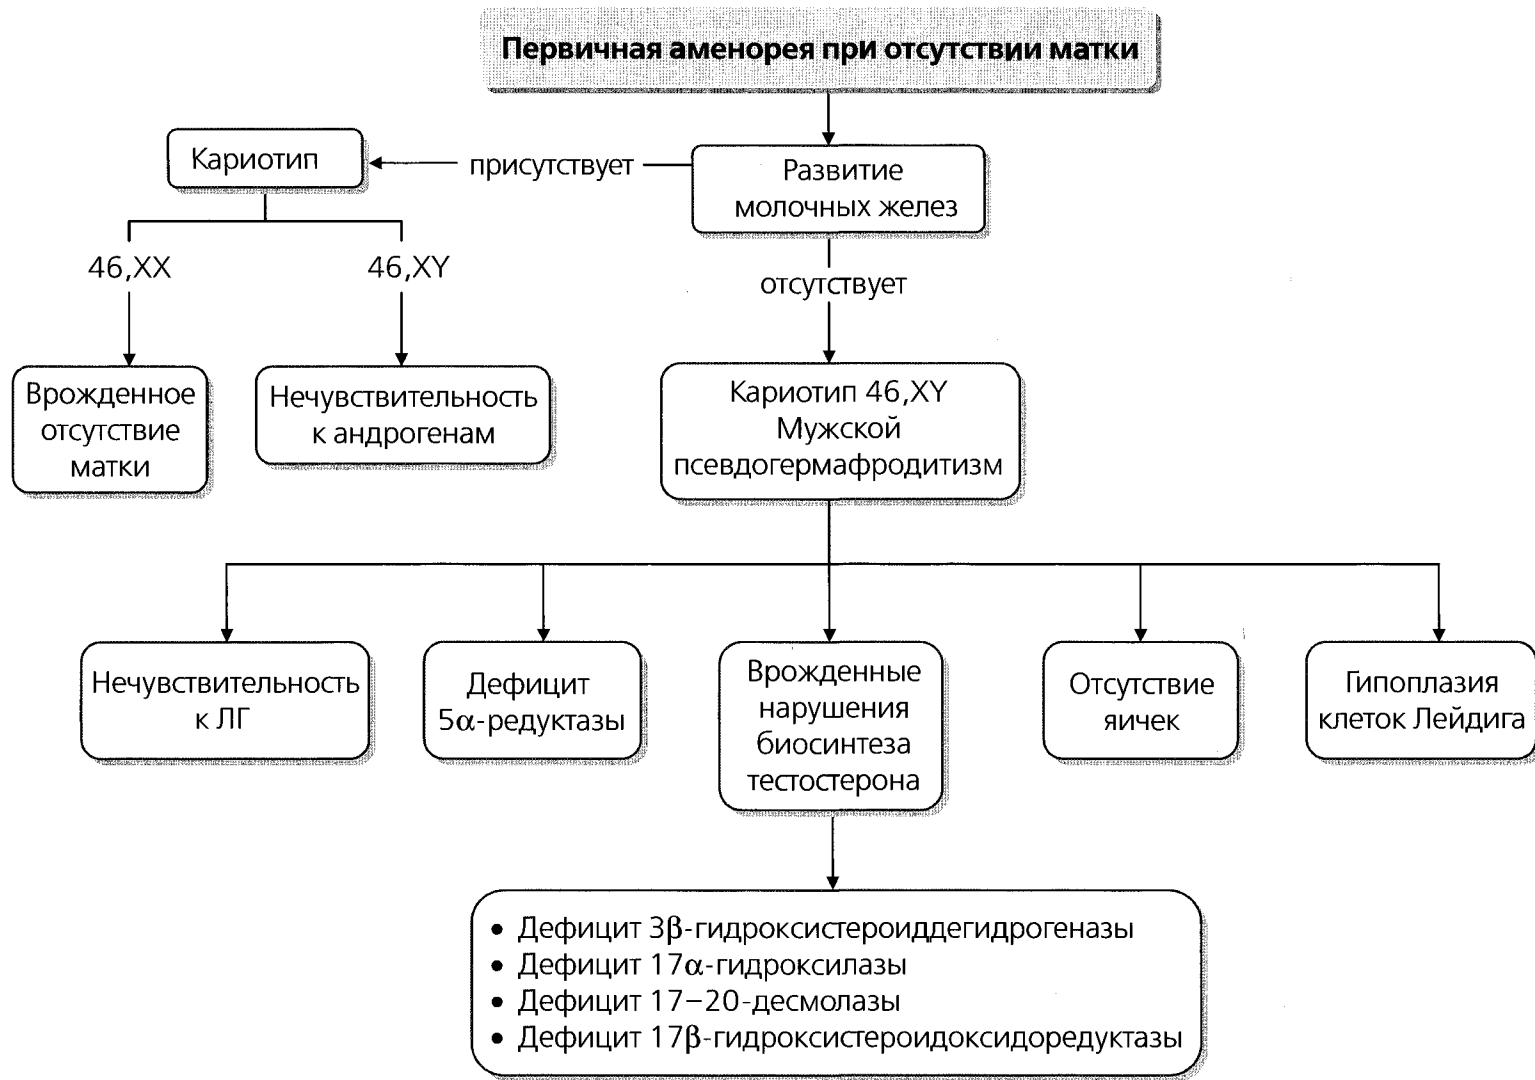 Первичная аменорея при отсутствии матки
Кариотип
присутствует
Развитие
молочных желез
46,XX
46,XY
отсутствует
Врожденное
отсутствие
матки
Нечувствительность
к андрогенам
Кариотип 46,XY
Мужской
псевдогермафродитизм
Нечувствительность
к ЛГ
Дефицит
5α-редуктазы
Врожденные
нарушения
биосинтеза
тестостерона
Отсутствие
яичек
Гипоплазия
клеток Лейдига
• Дефицит 3β-гидроксистероиддегидрогеназы
• Дефицит 17α-гидроксилазы
• Дефицит 17–20-десмолазы
• Дефицит 17β-гидроксистероидоксидоредуктазы